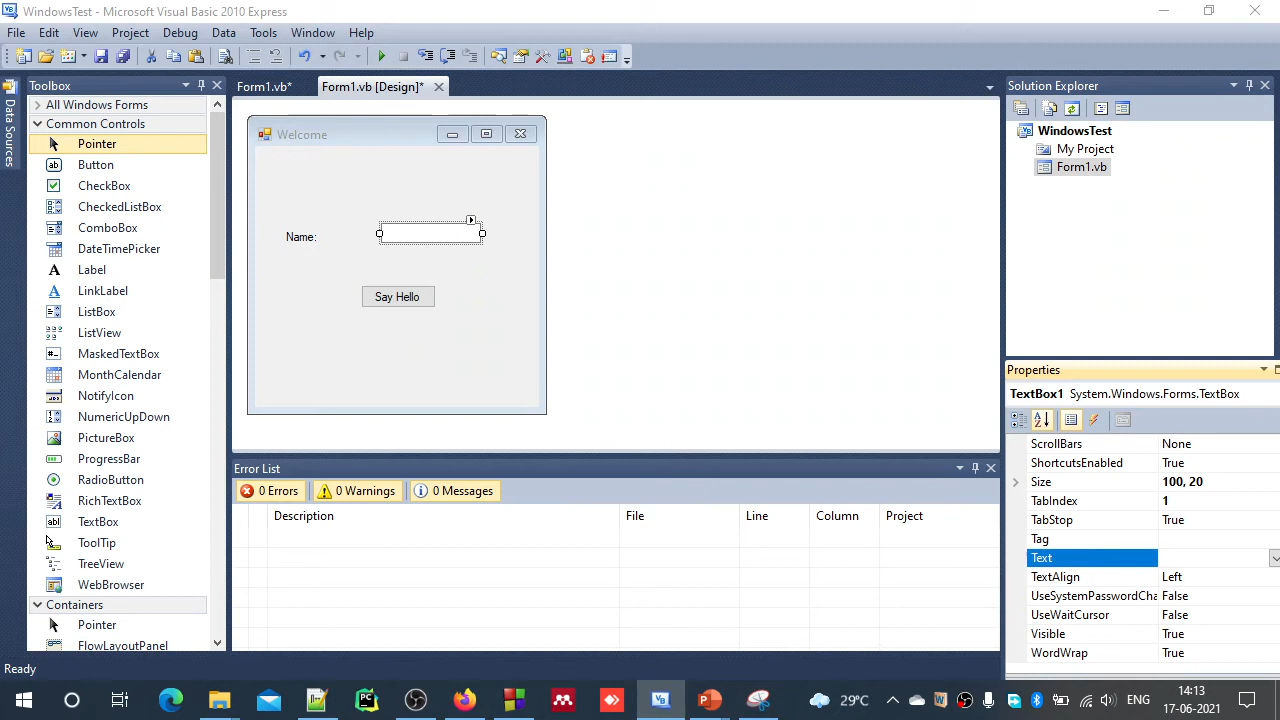 WindowsTest - Microsoft Visual Basic 2010 Express
File Edit View Project Debug Data Tools Window Help
Data Sources
Toolbox
All Windows Forms
Common Controls
Pointer
Button
CheckBox
CheckedListBox
ComboBox
DateTimePicker
Label
LinkLabel
ListBox
ListView
MaskedTextBox
MonthCalendar
NotifyIcon
NumericUpDown
PictureBox
ProgressBar
RadioButton
RichTextBox
TextBox
ToolTip
TreeView
WebBrowser
Containers
Pointer
FlowLayoutPanel
Form1.vb* Form1.vb [Design]*
Welcome
Name:
Say Hello
Error List
0 Errors 0 Warnings 0 Messages
Description File Line Column Project
Solution Explorer
WindowsTest
My Project
Form1.vb
Properties
TextBox1 System.Windows.Forms.TextBox
ScrollBars None
ShortcutsEnabled True
Size 100, 20
TabIndex 1
TabStop True
Tag
Text
TextAlign Left
UseSystemPasswordCha False
UseWaitCursor False
Visible True
WordWrap True
Ready
29°C ENG 14:13
17-06-2021